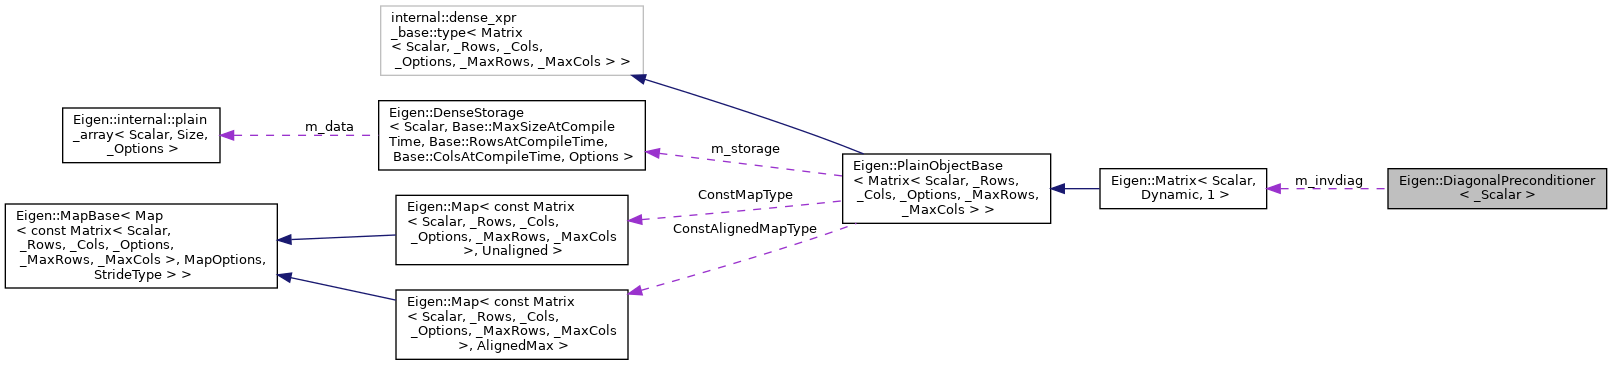 internal::dense_xpr
_base::type< Matrix
< Scalar, _Rows, _Cols,
_Options, _MaxRows, _MaxCols > >
Eigen::internal::plain
_array< Scalar, Size,
_Options >
m_data
Eigen::DenseStorage
< Scalar, Base::MaxSizeAtCompile
Time, Base::RowsAtCompileTime,
Base::ColsAtCompileTime, Options >
m_storage
Eigen::MapBase< Map
< const Matrix< Scalar,
_Rows, _Cols, _Options,
_MaxRows, _MaxCols >, MapOptions,
StrideType > >
Eigen::Map< const Matrix
< Scalar, _Rows, _Cols,
_Options, _MaxRows, _MaxCols
>, Unaligned >
ConstMapType
ConstAlignedMapType
Eigen::Map< const Matrix
< Scalar, _Rows, _Cols,
_Options, _MaxRows, _MaxCols
>, AlignedMax >
Eigen::PlainObjectBase
< Matrix< Scalar, _Rows,
_Cols, _Options, _MaxRows,
_MaxCols > >
Eigen::Matrix< Scalar,
Dynamic, 1 >
m_invdiag
Eigen::DiagonalPreconditioner
< _Scalar >